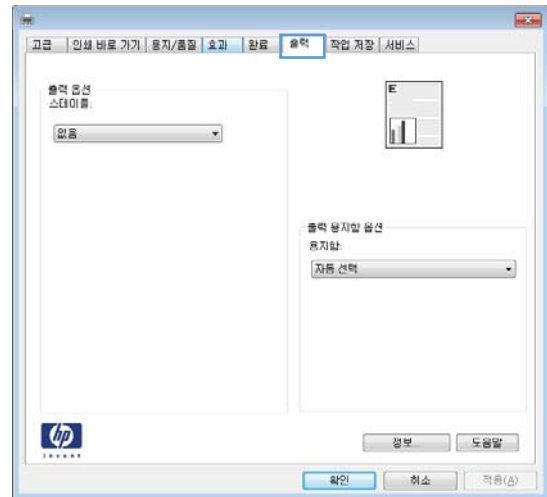 고급 인쇄 바로 가기 용지/품질 효과 완료 출력 작업 저장 서비스
출력 옵션
스테이플:
없음
E
출력 용지함 옵션
용지함:
자동 선택
hp
invent
정보...
도움말
확인
취소
적용(A)